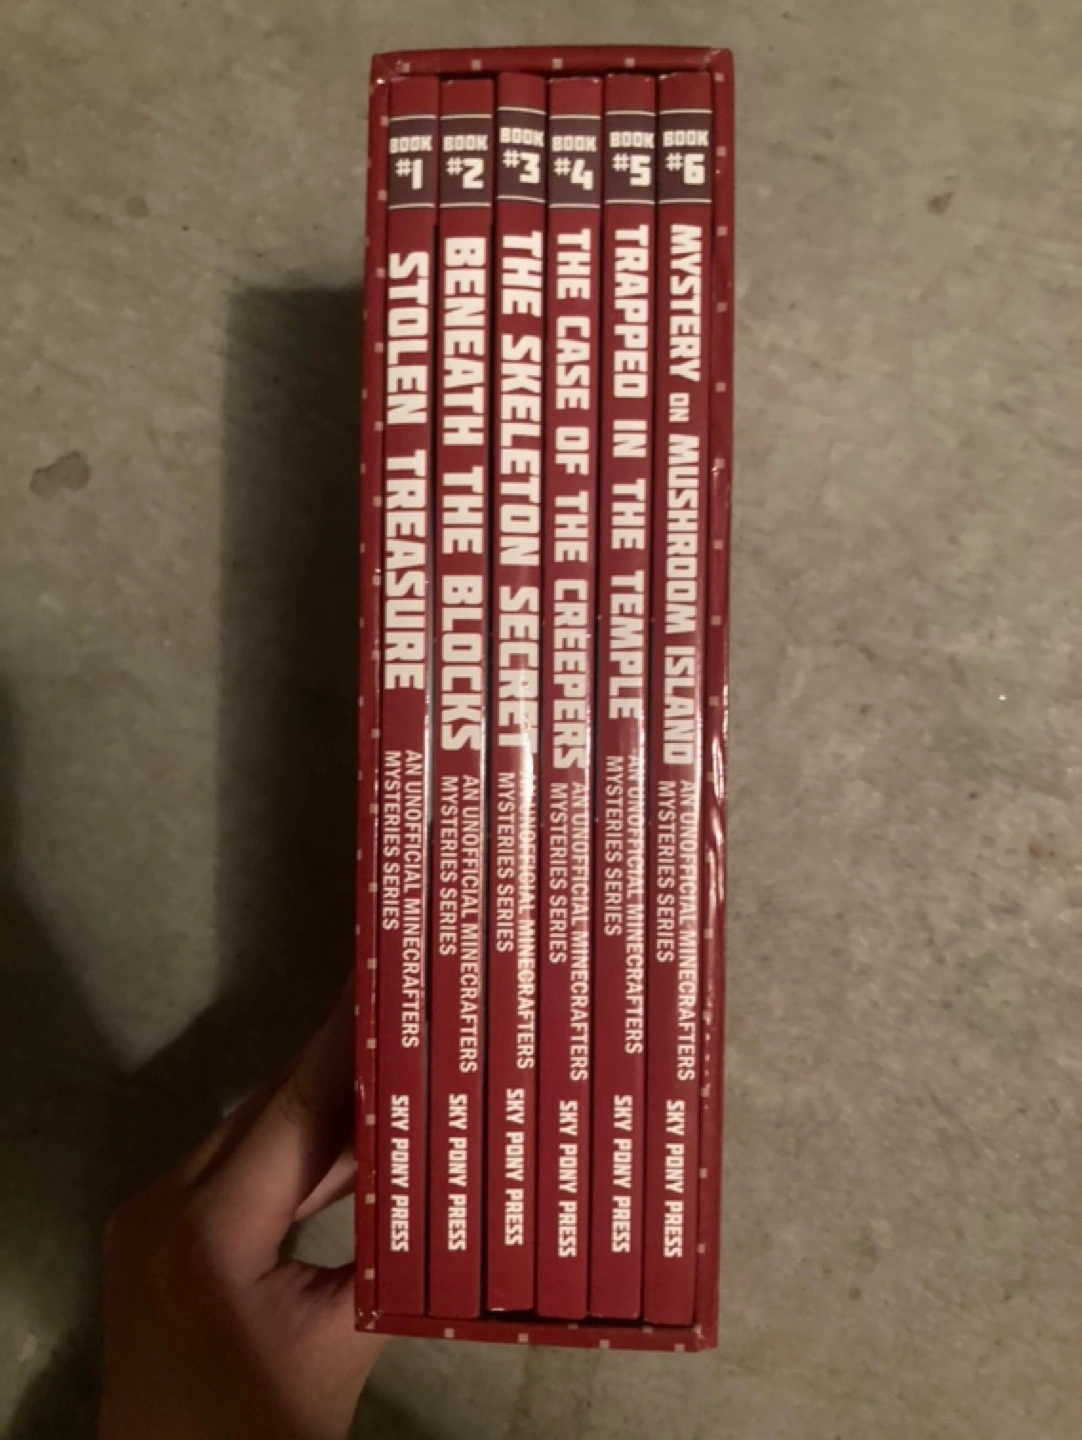 BOOK
#1
STOLEN TREASURE
AN UNOFFICIAL MINECRAFTERS
MYSTERIES SERIES
SKY PONY PRESS
BOOK
#2
BENEATH THE BLOCKS
AN UNOFFICIAL MINECRAFTERS
MYSTERIES SERIES
SKY PONY PRESS
BOOK
#3
THE SKELETON SECRET
AN UNOFFICIAL MINECRAFTERS
MYSTERIES SERIES
SKY PONY PRESS
BOOK
#4
THE CASE OF THE CREEPERS
AN UNOFFICIAL MINECRAFTERS
MYSTERIES SERIES
SKY PONY PRESS
BOOK
#5
TRAPPED IN THE TEMPLE
AN UNOFFICIAL MINECRAFTERS
MYSTERIES SERIES
SKY PONY PRESS
BOOK
#6
MYSTERY ON MUSHROOM ISLAND
AN UNOFFICIAL MINECRAFTERS
MYSTERIES SERIES
SKY PONY PRESS